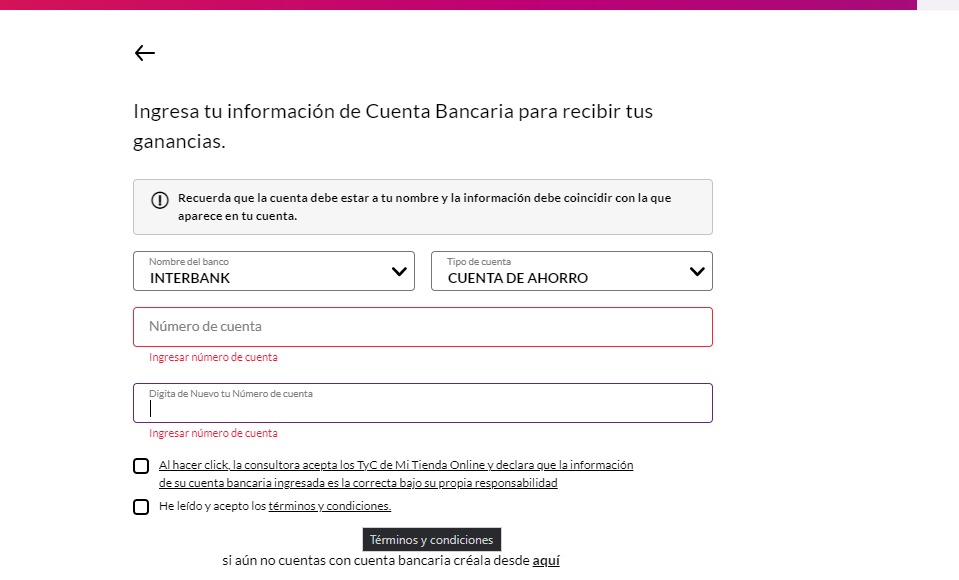 Ingresa tu información de Cuenta Bancaria para recibir tus
ganancias.
Recuerda que la cuenta debe estar a tu nombre y la información debe coincidir con la que
aparece en tu cuenta.
Nombre del banco
INTERBANK
Tipo de cuenta
CUENTA DE AHORRO
Número de cuenta
Ingresar número de cuenta
Digita de Nuevo tu Número de cuenta
Ingresar número de cuenta
Al hacer click, la consultora acepta los TyC de Mi Tienda Online y declara que la información
de su cuenta bancaria ingresada es la correcta bajo su propia responsabilidad
He leído y acepto los términos y condiciones.
Términos y condiciones
si aún no cuentas con cuenta bancaria créala desde aquí